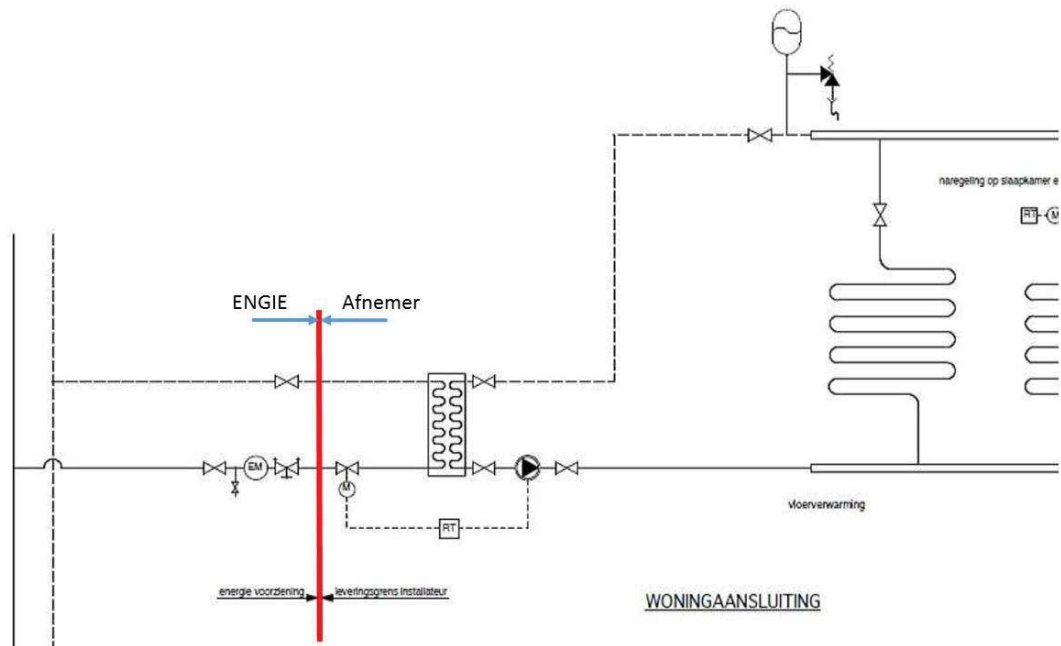 naregeling op slaapkamer e
RT M
ENGIE Afnemer
EM
M
RT
vloerverwarming
energie voorziening leveringsgrens installateur
WONINGAANSLUITING